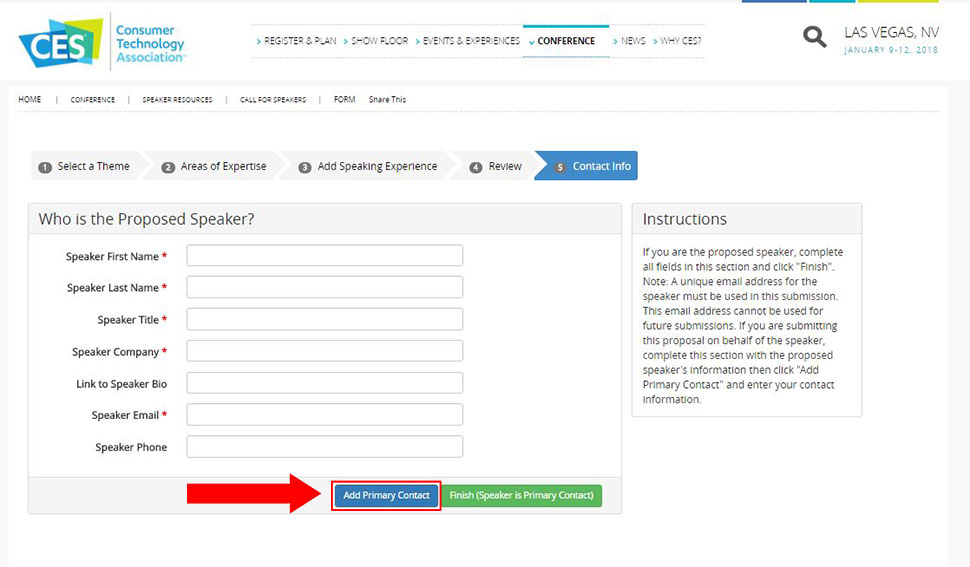 CES
Consumer
Technology
Association™
REGISTER & PLAN
SHOW FLOOR
EVENTS & EXPERIENCES
CONFERENCE
NEWS
WHY CES?
LAS VEGAS, NV
JANUARY 9-12, 2018
HOME | CONFERENCE | SPEAKER RESOURCES | CALL FOR SPEAKERS | FORM Share This
1 Select a Theme
2 Areas of Expertise
3 Add Speaking Experience
4 Review
5 Contact Info
Who is the Proposed Speaker?
Speaker First Name *
Speaker Last Name *
Speaker Title *
Speaker Company *
Link to Speaker Bio
Speaker Email *
Speaker Phone
Add Primary Contact
Finish (Speaker is Primary Contact)
Instructions
If you are the proposed speaker, complete
all fields in this section and click "Finish".
Note: A unique email address for the
speaker must be used in this submission.
This email address cannot be used for
future submissions. If you are submitting
this proposal on behalf of the speaker,
complete this section with the proposed
speaker's information then click "Add
Primary Contact" and enter your contact
information.